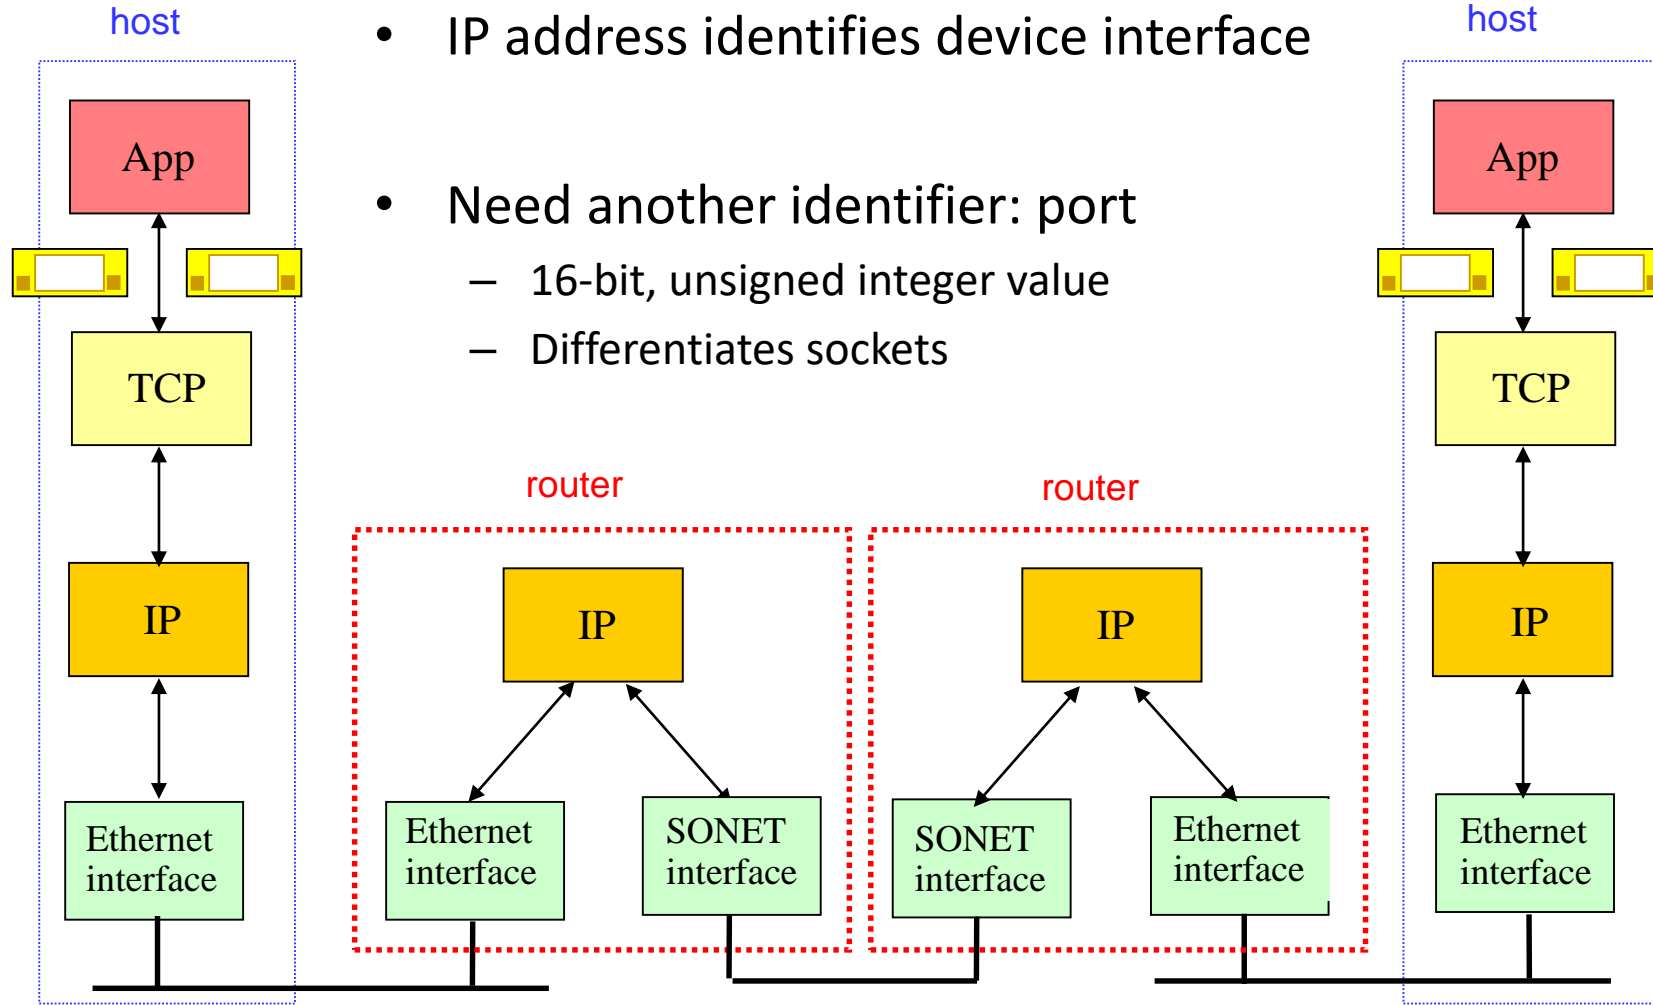 host
• IP address identifies device interface
host
App
App
• Need another identifier: port
– 16-bit, unsigned integer value
– Differentiates sockets
TCP
TCP
router
router
IP
IP
IP
IP
Ethernet
interface
Ethernet
interface
SONET
interface
SONET
interface
Ethernet
interface
Ethernet
interface